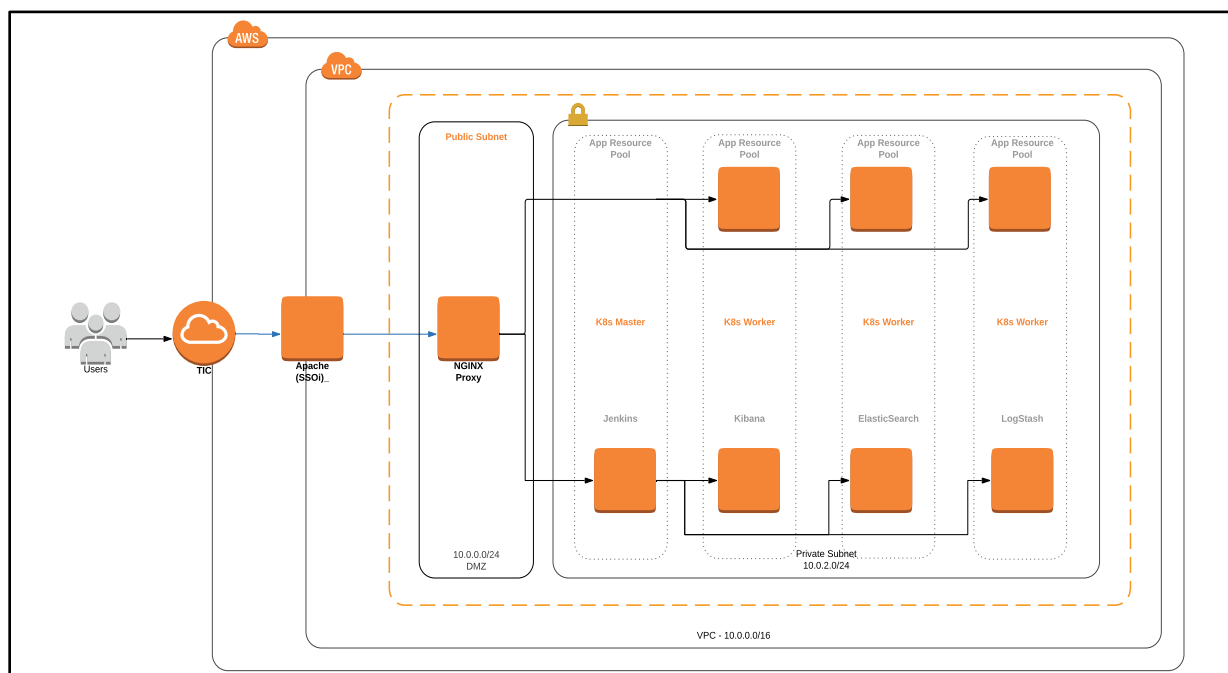 AWS
VPC
Public Subnet
App Resource
Pool
App Resource
Pool
App Resource
Pool
App Resource
Pool
K8s Master
K8s Worker
K8s Worker
K8s Worker
Users
TIC
Apache
(SSOi)_
NGINX
Proxy
Jenkins
Kibana
ElasticSearch
LogStash
10.0.0.0/24
DMZ
Private Subnet
10.0.2.0/24
VPC - 10.0.0.0/16